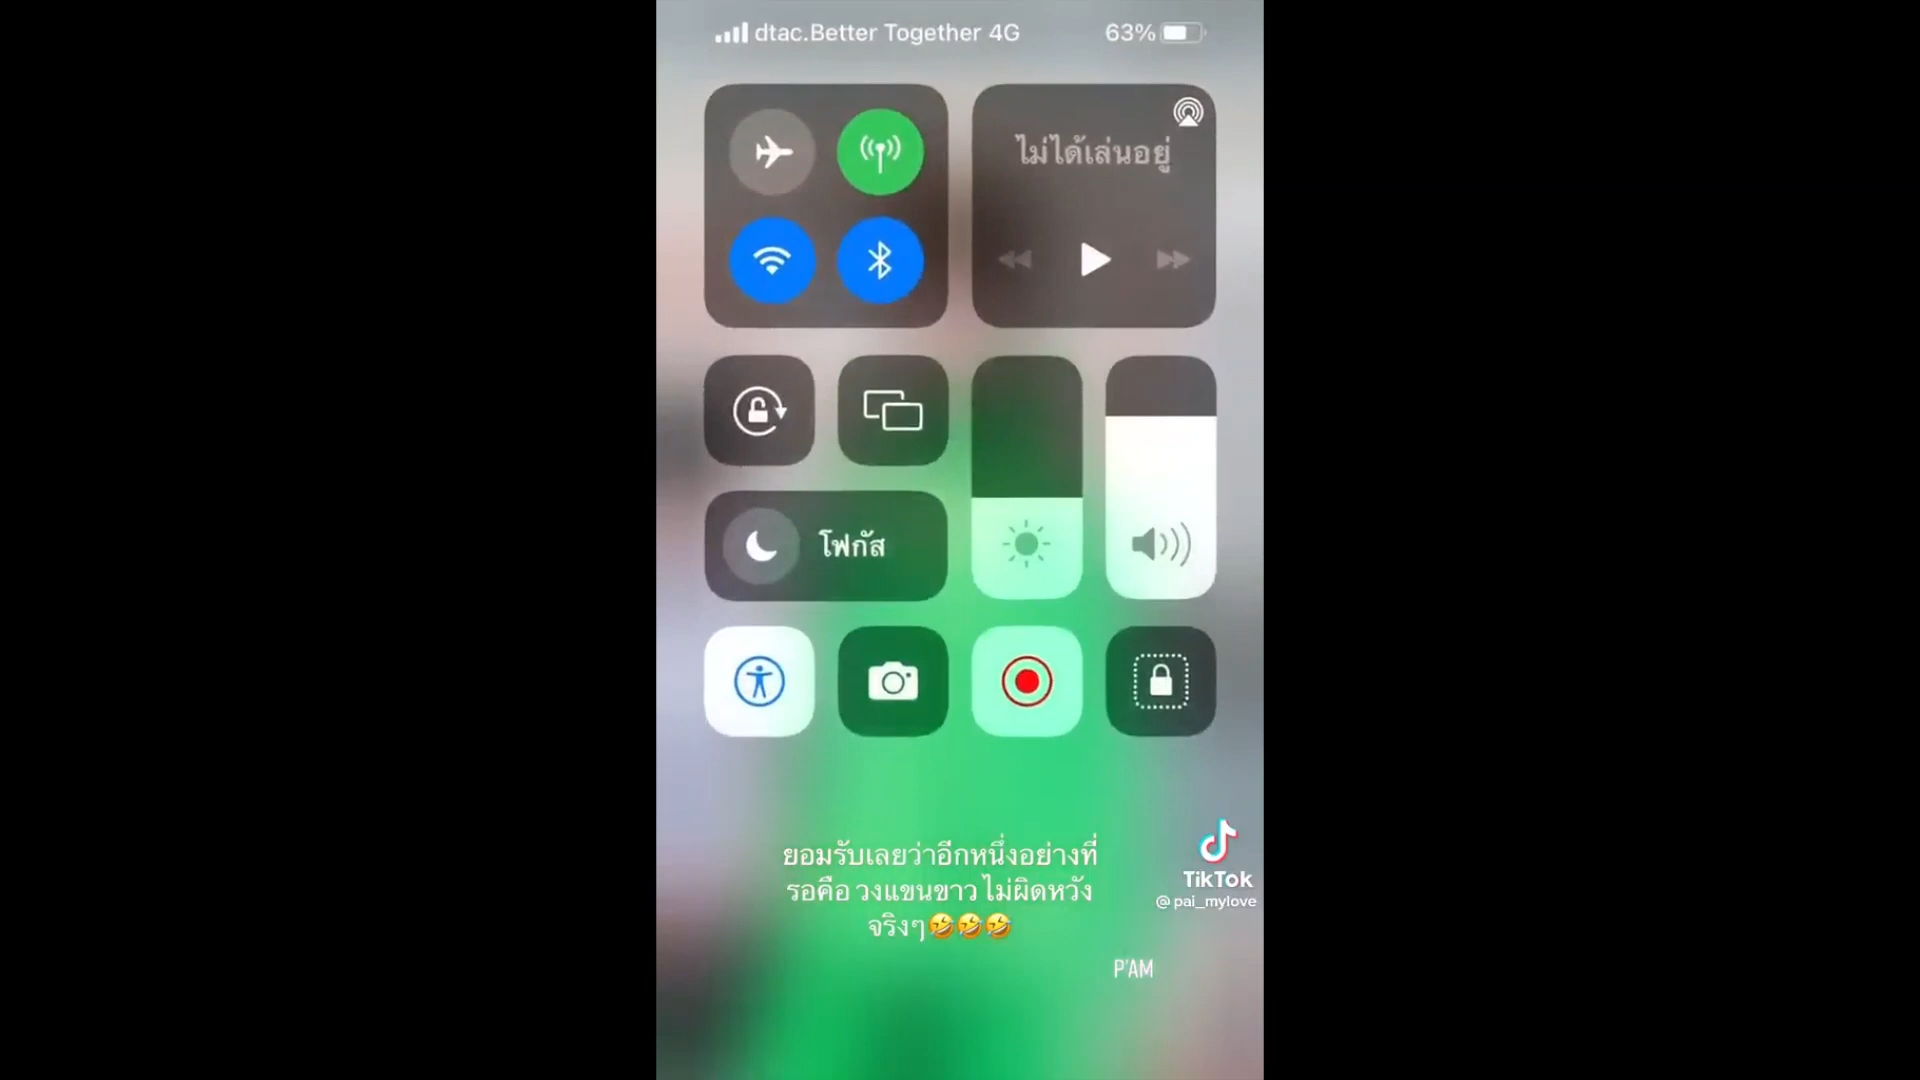 dtac.Better Together 4G 63%
ไม่ได้เล่นอยู่
โฟกัส
ยอมรับเลยว่าอีกหนึ่งอย่างที่
รอคือ วงแขนขาว ไม่ผิดหวัง
จริงๆ🤣🤣🤣
TikTok
@pai_mylove
P'AM